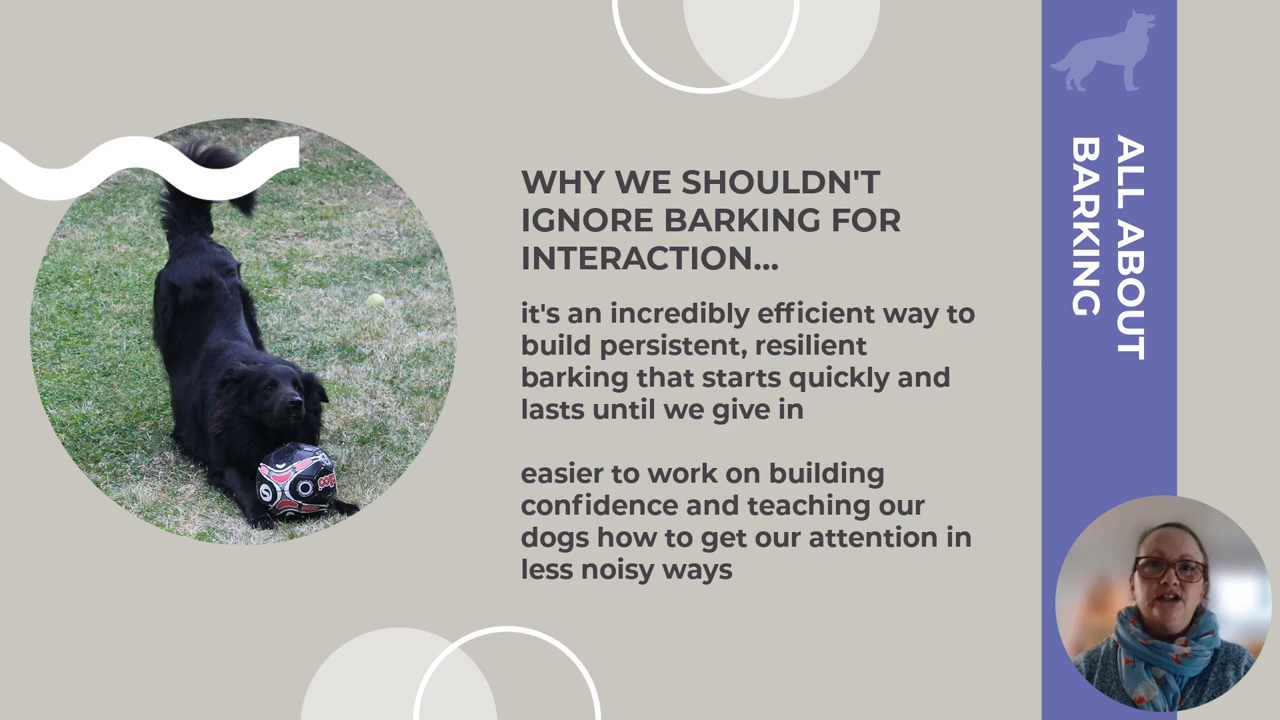 WHY WE SHOULDN'T
IGNORE BARKING FOR
INTERACTION...
it's an incredibly efficient way to
build persistent, resilient
barking that starts quickly and
lasts until we give in
easier to work on building
confidence and teaching our
dogs how to get our attention in
less noisy ways
ALL ABOUT
BARKING